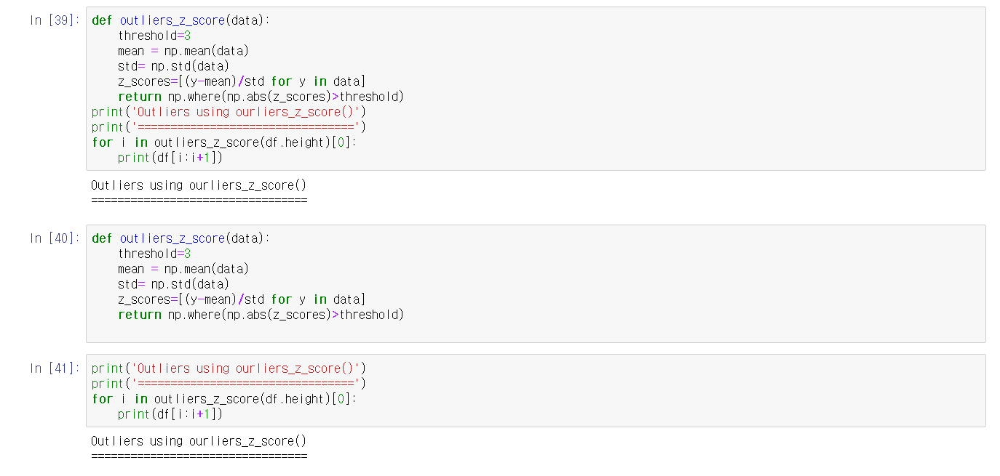 In [39]:
def outliers_z_score(data):
    threshold=3
    mean = np.mean(data)
    std= np.std(data)
    z_scores=[(y-mean)/std for y in data]
    return np.where(np.abs(z_scores)>threshold)
print('Outliers using ourliers_z_score()')
print('=================================')
for i in outliers_z_score(df.height)[0]:
    print(df[i:i+1])
Outliers using ourliers_z_score()
=================================
In [40]:
def outliers_z_score(data):
    threshold=3
    mean = np.mean(data)
    std= np.std(data)
    z_scores=[(y-mean)/std for y in data]
    return np.where(np.abs(z_scores)>threshold)
In [41]:
print('Outliers using ourliers_z_score()')
print('=================================')
for i in outliers_z_score(df.height)[0]:
    print(df[i:i+1])
Outliers using ourliers_z_score()
=================================